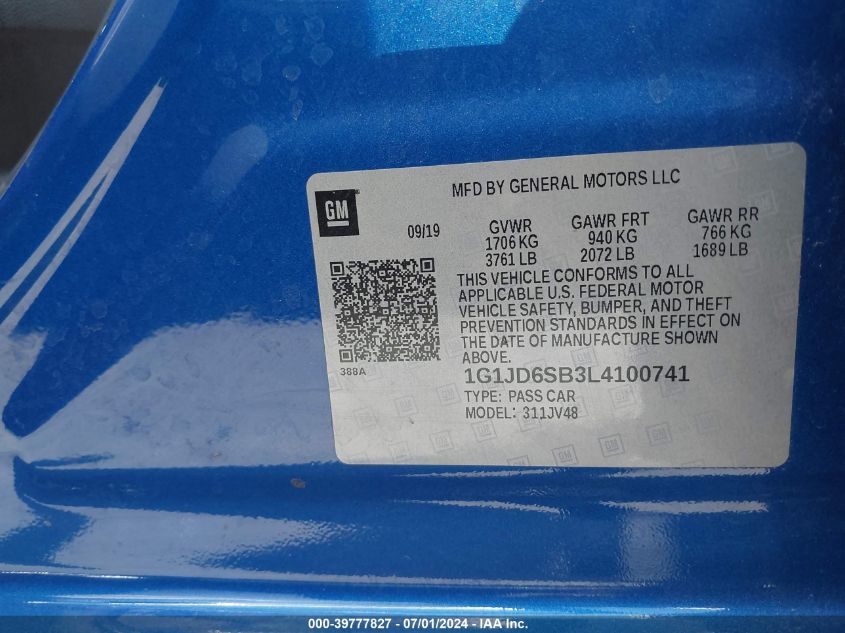 GM
MFD BY GENERAL MOTORS LLC
09/19
GVWR GAWR FRT GAWR RR
1706 KG 940 KG 766 KG
3761 LB 2072 LB 1689 LB
THIS VEHICLE CONFORMS TO ALL
APPLICABLE U.S. FEDERAL MOTOR
VEHICLE SAFETY, BUMPER, AND THEFT
PREVENTION STANDARDS IN EFFECT ON
THE DATE OF MANUFACTURE SHOWN
ABOVE.
388A
1G1JD6SB3L4100741
TYPE: PASS CAR
MODEL: 311JV48
000-39777827 - 07/01/2024 - 1G1JD6SB3L4100741